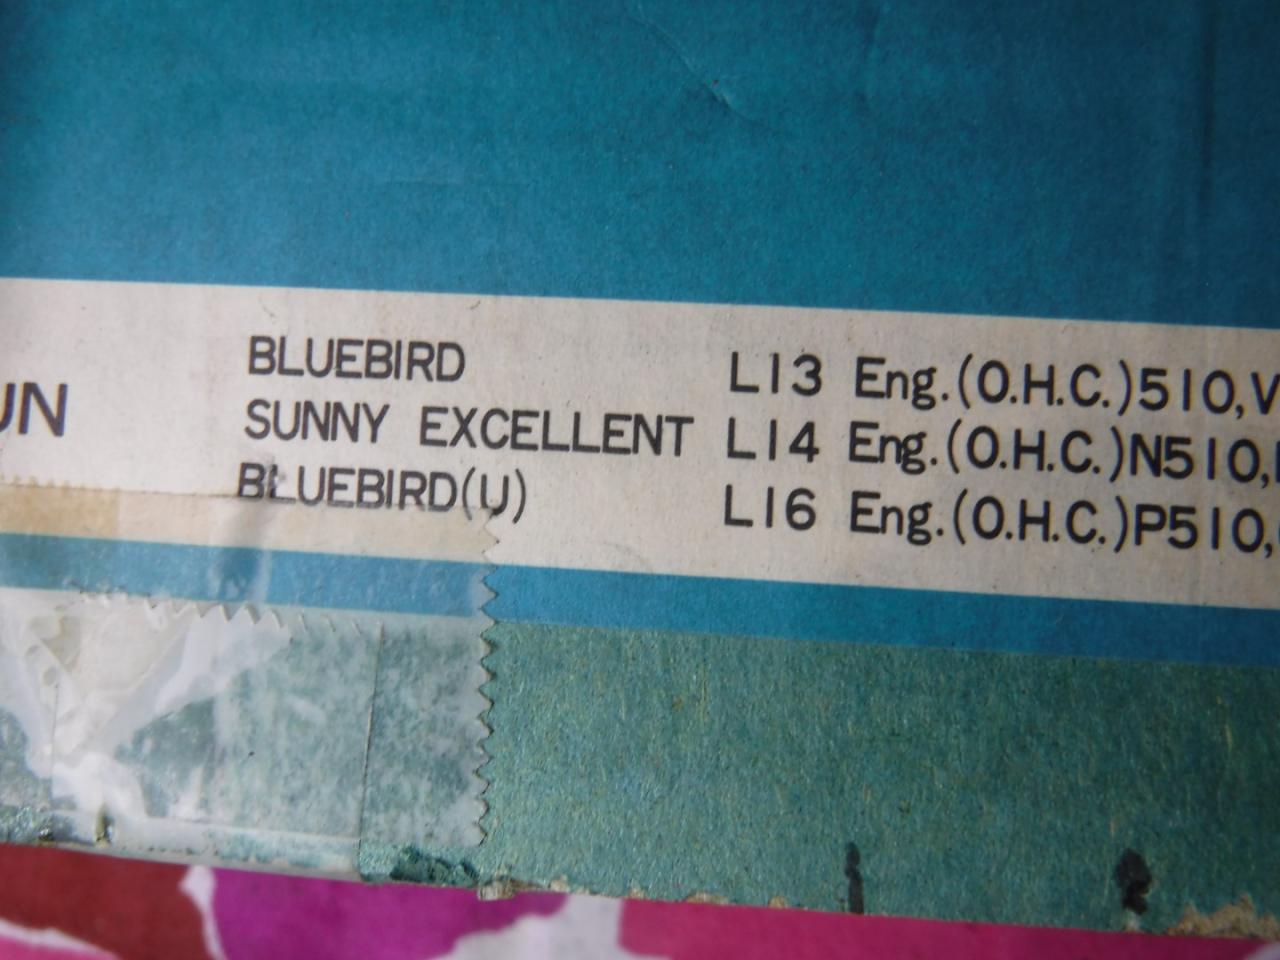 BLUEBIRD L13 Eng.(O.H.C.)510,V
UN SUNNY EXCELLENT L14 Eng.(O.H.C.)N510,
BLUEBIRD(U) L16 Eng.(O.H.C.)P510,